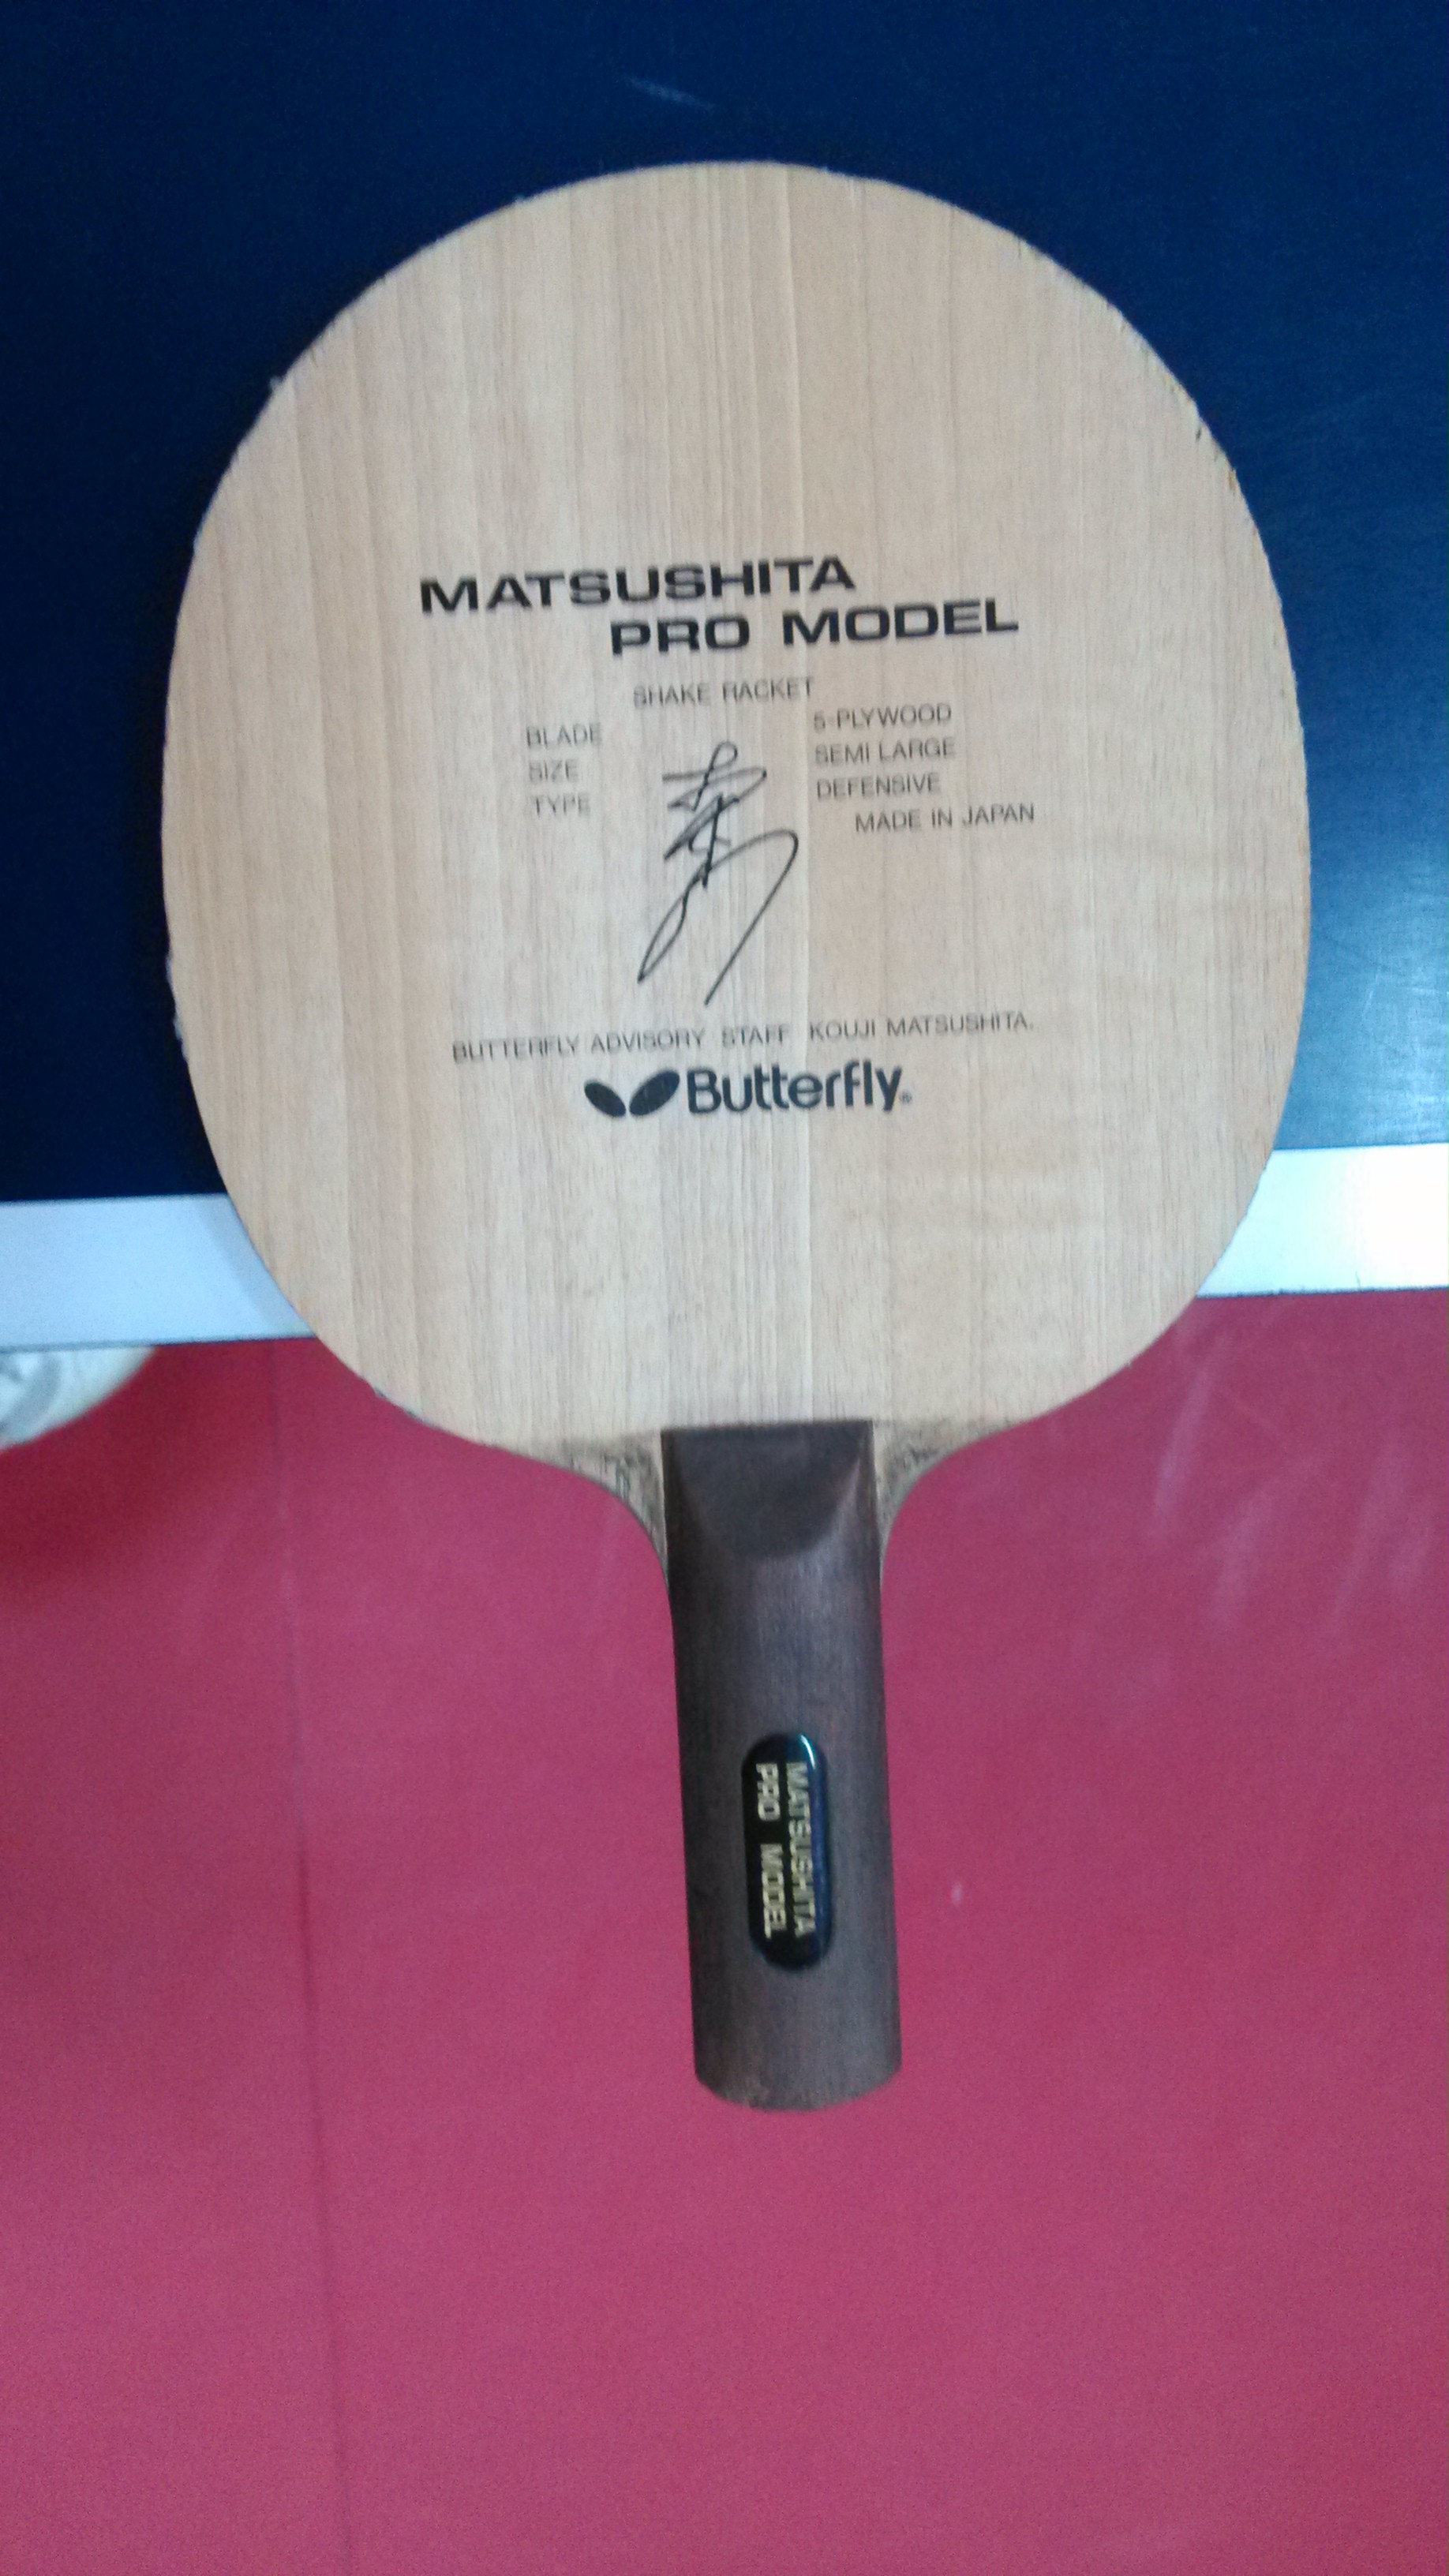 MATSUSHITA
PRO MODEL
SHAKE RACKET
BLADE 5-PLYWOOD
SIZE SEMI LARGE
TYPE DEFENSIVE
MADE IN JAPAN
BUTTERFLY ADVISORY STAFF KOUJI MATSUSHITA.
Butterfly®
MATSUSHITA
PRO MODEL